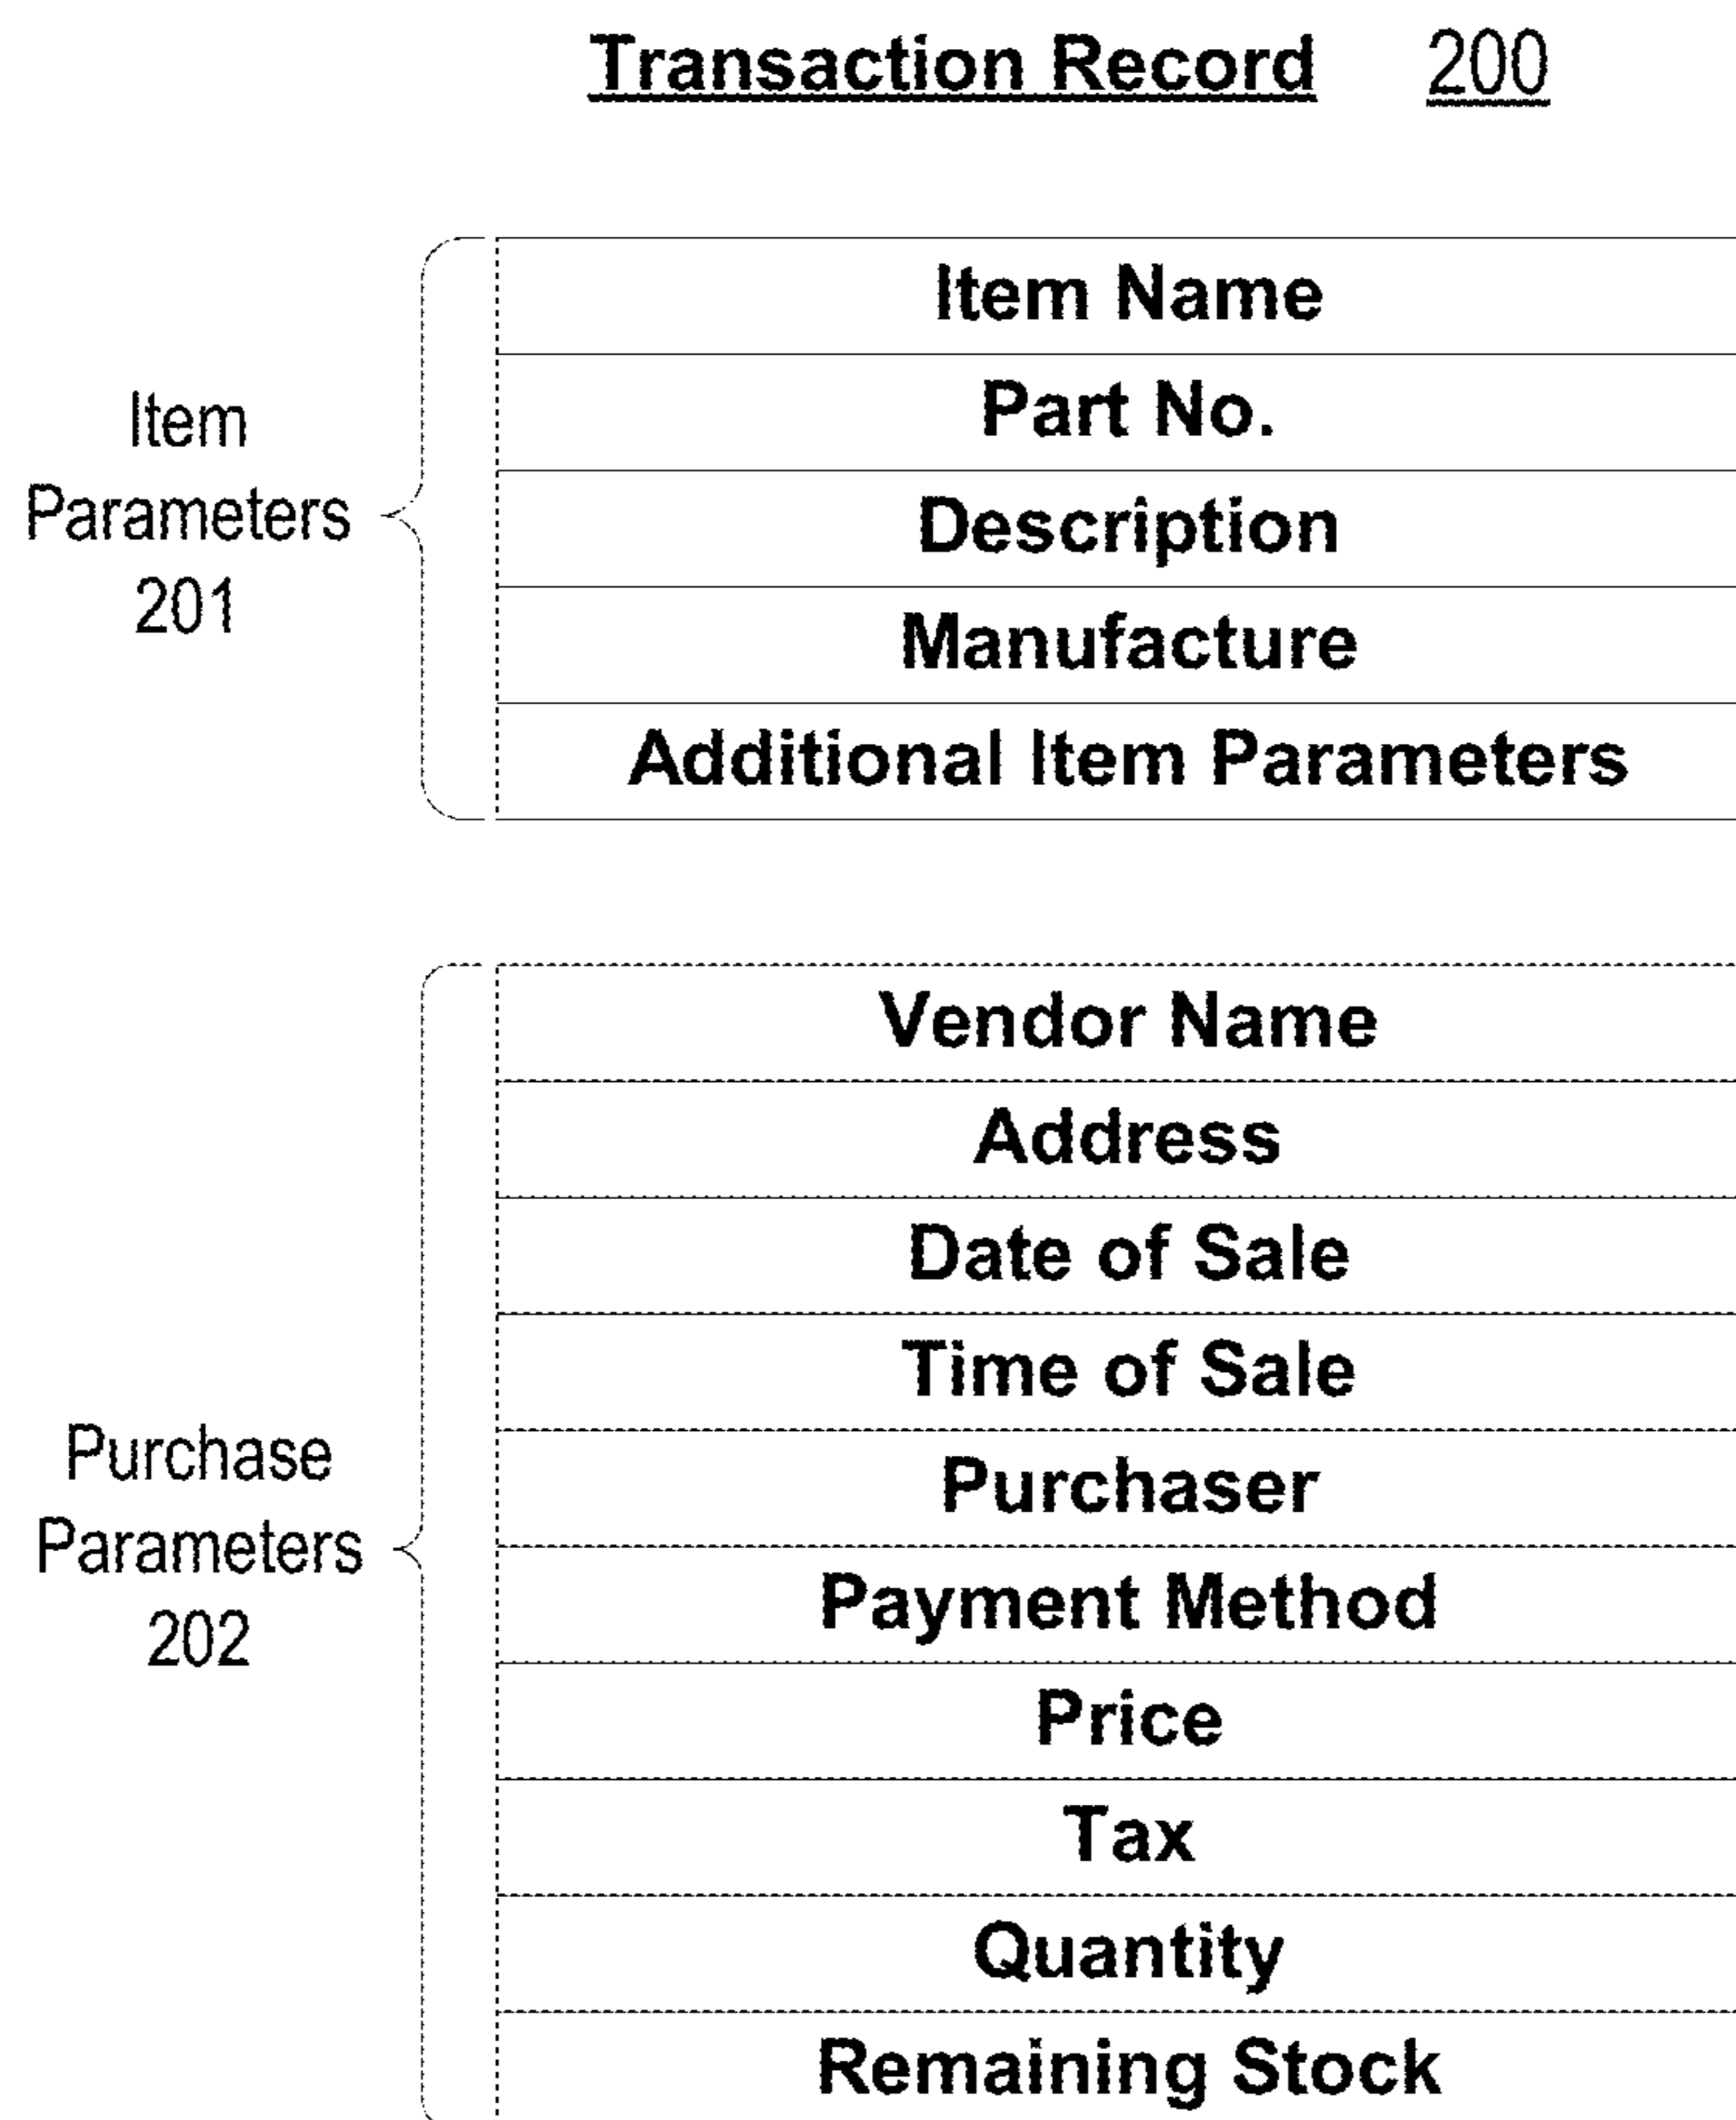 Transaction Record 200
Item Name
Part No.
Description
Manufacture
Additional Item Parameters
Item
Parameters
201
Vendor Name
Address
Date of Sale
Time of Sale
Purchaser
Payment Method
Price
Tax
Quantity
Remaining Stock
Purchase
Parameters
202